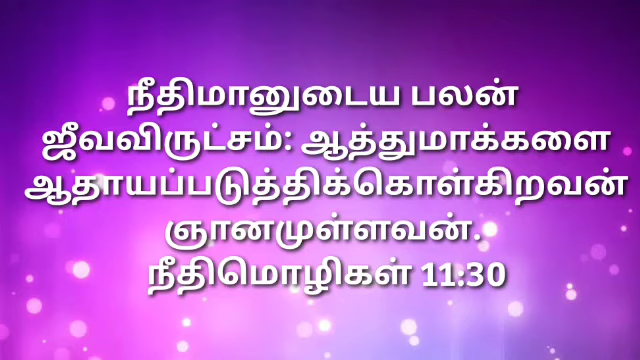 நீதிமானுடைய பலன்
ஜீவவிருட்சம்: ஆத்துமாக்களை
ஆதாயப்படுத்திக்கொள்கிறவன்
ஞானமுள்ளவன்.
நீதிமொழிகள் 11:30